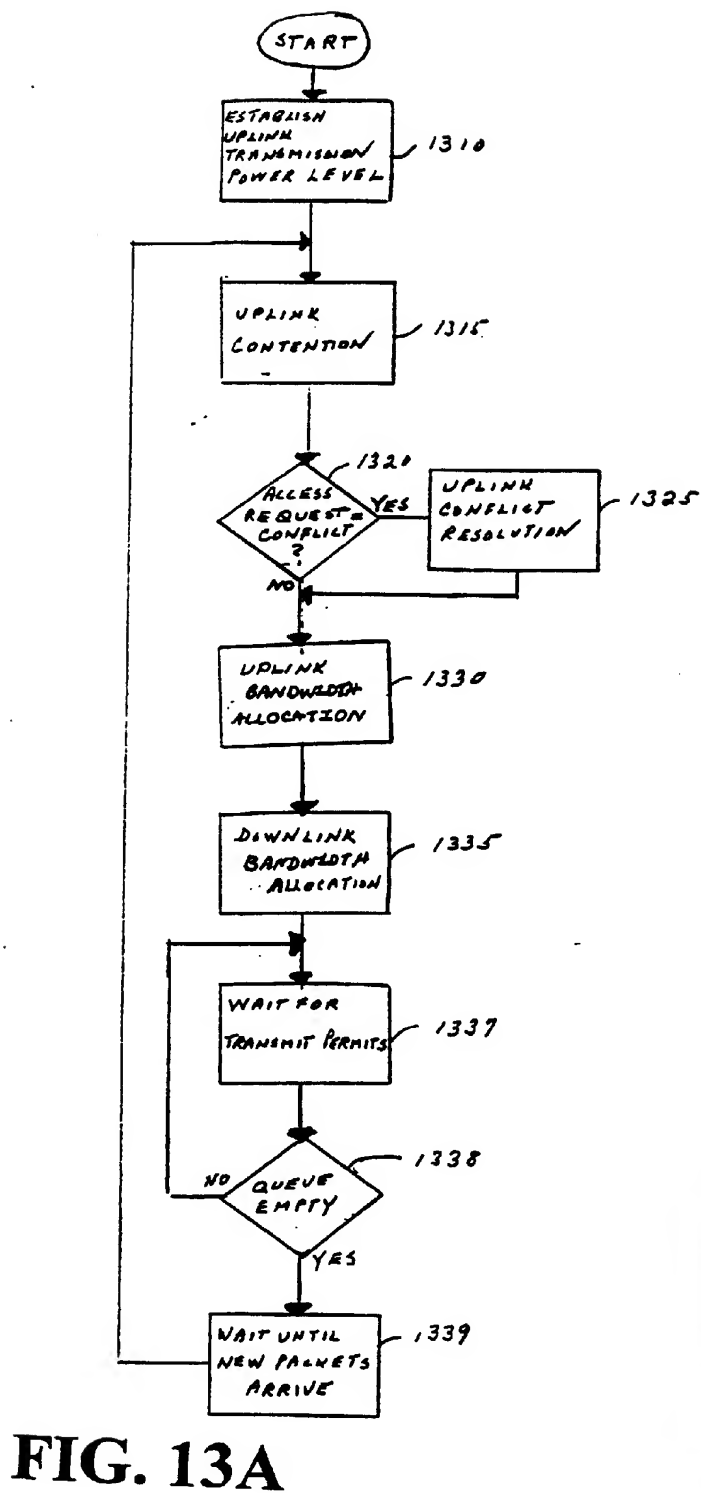 START
ESTABLISH
UPLINK
TRANSMISSION
POWER LEVEL
1310
UPLINK
CONTENTION
1315
1320
ACCESS
REQUEST =
CONFLICT
?
YES
NO
UPLINK
CONFLICT
RESOLUTION
1325
UPLINK
BANDWIDTH
ALLOCATION
1330
DOWNLINK
BANDWIDTH
ALLOCATION
1335
WAIT FOR
TRANSMIT PERMITS
1337
1338
QUEUE
EMPTY
NO
YES
WAIT UNTIL
NEW PACKETS
ARRIVE
1339
FIG. 13A